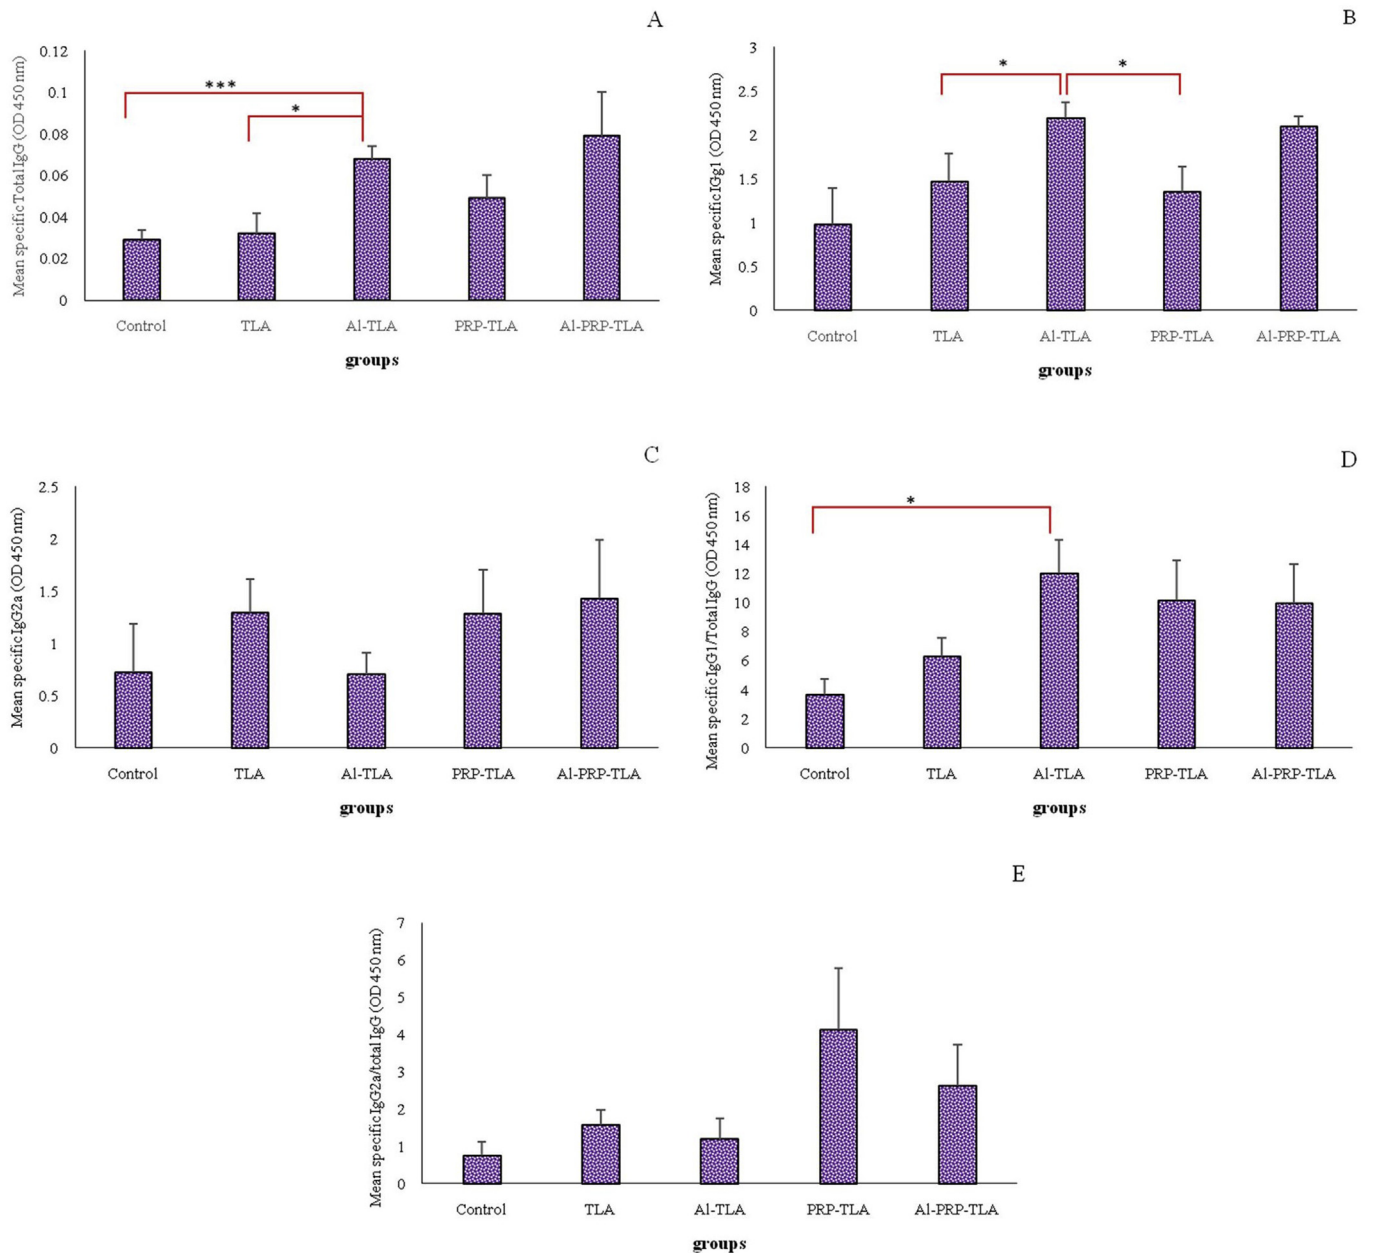 A
Mean specific Total IgG (OD 450 nm)
0.12
0.1
0.08
0.06
0.04
0.02
0
***
*
Control TLA Al-TLA PRP-TLA Al-PRP-TLA
groups
B
Mean specific IGg1 (OD 450 nm)
3
2.5
2
1.5
1
0.5
0
* *
Control TLA Al-TLA PRP-TLA Al-PRP-TLA
groups
C
Mean specific IgG2a (OD 450 nm)
2.5
2
1.5
1
0.5
0
Control TLA Al-TLA PRP-TLA Al-PRP-TLA
groups
D
Mean specific IgG1/Total IgG (OD 450 nm)
18
16
14
12
10
8
6
4
2
0
*
Control TLA Al-TLA PRP-TLA Al-PRP-TLA
groups
E
Mean specific IgG2a/total IgG (OD 450 nm)
7
6
5
4
3
2
1
0
Control TLA Al-TLA PRP-TLA Al-PRP-TLA
groups